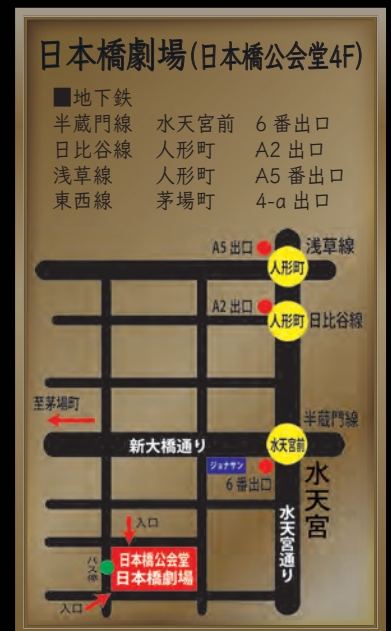 日本橋劇場(日本橋公会堂4F)
■地下鉄
半蔵門線 水天宮前 6番出口
日比谷線 人形町 A2出口
浅草線 人形町 A5番出口
東西線 茅場町 4-a出口
A5出口
浅草線
人形町
A2出口
人形町
日比谷線
至茅場町
半蔵門線
新大橋通り
水天宮前
ジョナサン
6番出口
水天宮
水天宮通り
入口
バス停
日本橋公会堂
日本橋劇場
入口